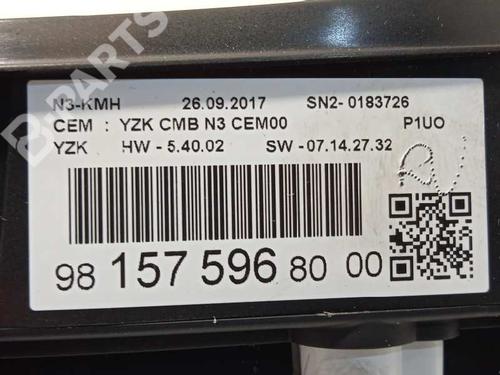 B-PARTS
N3-KMH 26.09.2017 SN2- 0183726
CEM : YZK CMB N3 CEM00 P1UO
YZK HW - 5.40.02 SW -07.14.27.32
98 157 596 80 00